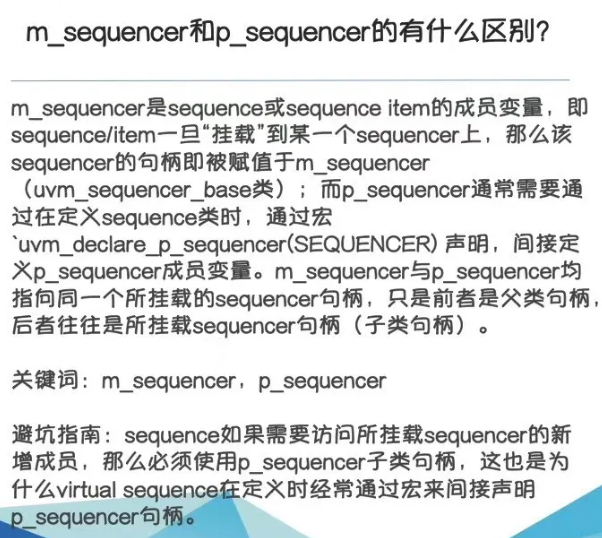 m_sequencer和p_sequencer的有什么区别?
m_sequencer是sequence或sequence item的成员变量，即
sequence/item一旦“挂载”到某一个sequencer上，那么该
sequencer的句柄即被赋值于m_sequencer
（uvm_sequencer_base类）；而p_sequencer通常需要通
过在定义sequence类时，通过宏
`uvm_declare_p_sequencer(SEQUENCER) 声明，间接定
义p_sequencer成员变量。m_sequencer与p_sequencer均
指向同一个所挂载的sequencer句柄，只是前者是父类句柄，
后者往往是所挂载sequencer句柄（子类句柄）。
关键词：m_sequencer，p_sequencer
避坑指南：sequence如果需要访问所挂载sequencer的新
增成员，那么必须使用p_sequencer子类句柄，这也是为
什么virtual sequence在定义时经常通过宏来间接声明
p_sequencer句柄。